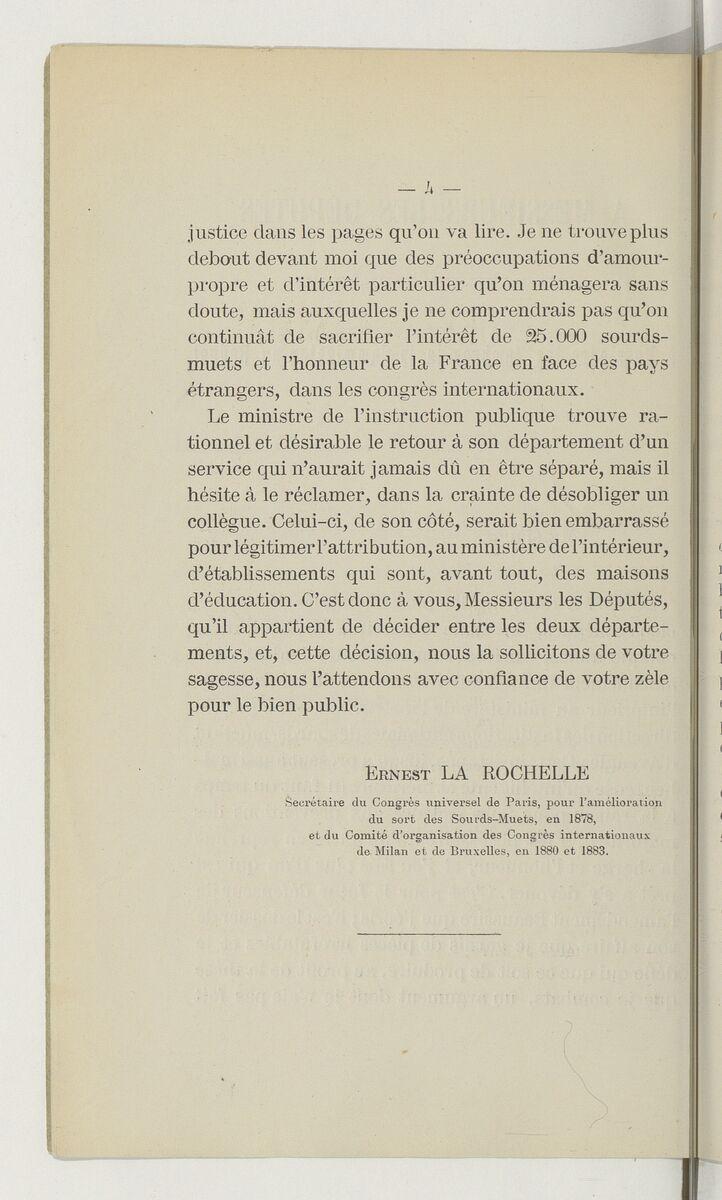 — 4 —
justice dans les pages qu'on va lire. Je ne trouve plus
debout devant moi que des préoccupations d'amour-
propre et d'intérêt particulier qu'on ménagera sans
doute, mais auxquelles je ne comprendrais pas qu'on
continuât de sacrifier l'intérêt de 25.000 sourds-
muets et l'honneur de la France en face des pays
étrangers, dans les congrès internationaux.
Le ministre de l'instruction publique trouve ra-
tionnel et désirable le retour à son département d'un
service qui n'aurait jamais dû en être séparé, mais il
hésite à le réclamer, dans la crainte de désobliger un
collègue. Celui-ci, de son côté, serait bien embarrassé
pour légitimer l'attribution, au ministère de l'intérieur,
d'établissements qui sont, avant tout, des maisons
d'éducation. C'est donc à vous, Messieurs les Députés,
qu'il appartient de décider entre les deux départe-
ments, et, cette décision, nous la sollicitons de votre
sagesse, nous l'attendons avec confiance de votre zèle
pour le bien public.
ERNEST LA ROCHELLE
Secrétaire du Congrès universel de Paris, pour l'amélioration
du sort des Sourds-Muets, en 1878,
et du Comité d'organisation des Congrès internationaux
de Milan et de Bruxelles, en 1880 et 1883.